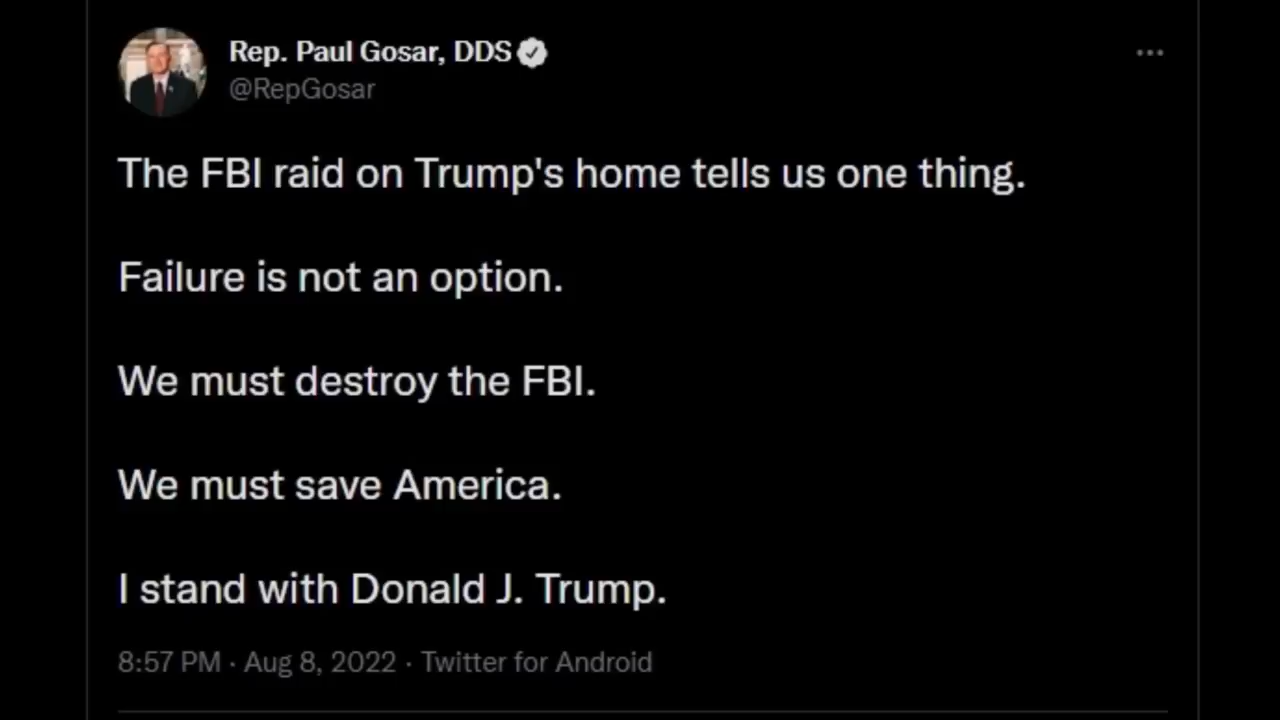 Rep. Paul Gosar, DDS
@RepGosar
The FBI raid on Trump's home tells us one thing.
Failure is not an option.
We must destroy the FBI.
We must save America.
I stand with Donald J. Trump.
8:57 PM · Aug 8, 2022 · Twitter for Android